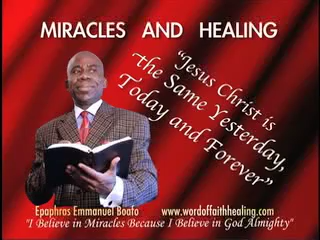 MIRACLES AND HEALING
"Jesus Christ is
the Same Yesterday,
Today and Forever"
Epaphras Emmanuel Boafo
www.wordoffaithhealing.com
"I Believe in Miracles Because I Believe in God Almighty"